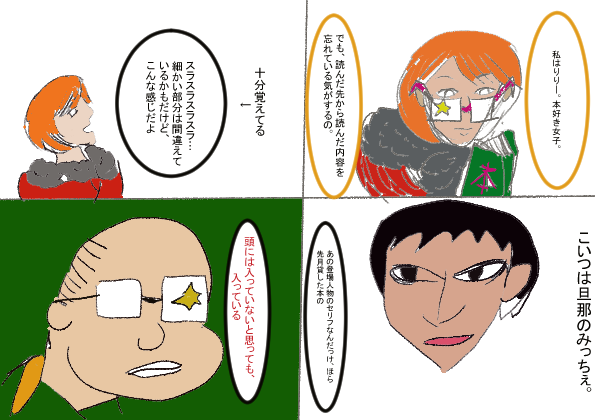 私はりりー。本好き女子。
でも、読んだ先から読んだ内容を
忘れている気がするの。
本
こいつは旦那のみっちぇ。
あの登場人物のセリフなんだっけ、ほら
先月貸した本の
十分覚えてる
←
スラスラスラスラ…
細かい部分は間違えて
いるかもだけど、
こんな感じだよ
頭には入っていないと思っても、
入っている